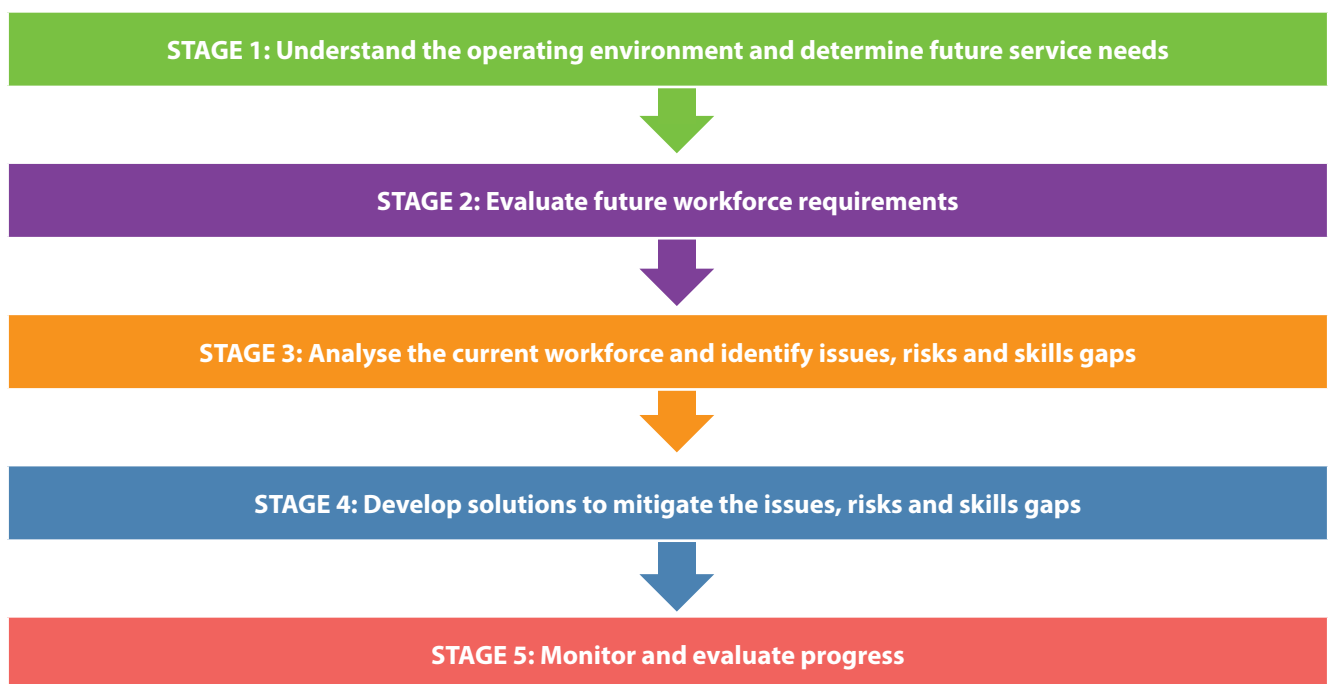 STAGE 1: Understand the operating environment and determine future service needs
STAGE 2: Evaluate future workforce requirements
STAGE 3: Analyse the current workforce and identify issues, risks and skills gaps
STAGE 4: Develop solutions to mitigate the issues, risks and skills gaps
STAGE 5: Monitor and evaluate progress